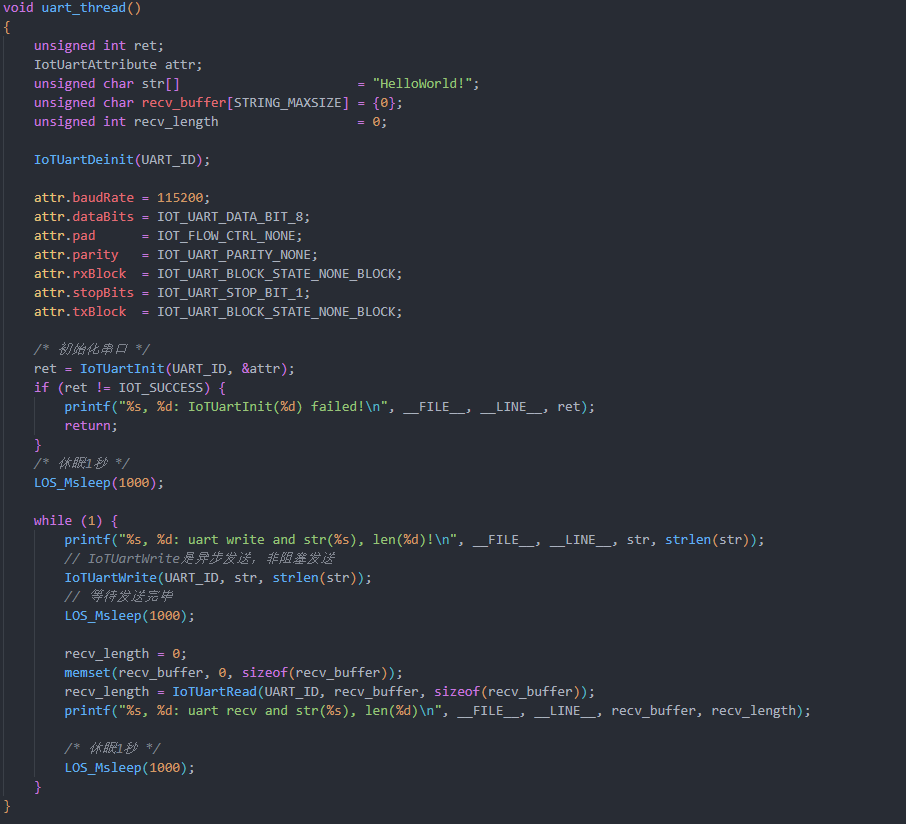 void uart_thread()
{
    unsigned int ret;
    IotUartAttribute attr;
    unsigned char str[]                       = "HelloWorld!";
    unsigned char recv_buffer[STRING_MAXSIZE] = {0};
    unsigned int recv_length                  = 0;

    IoTUartDeinit(UART_ID);

    attr.baudRate = 115200;
    attr.dataBits = IOT_UART_DATA_BIT_8;
    attr.pad      = IOT_FLOW_CTRL_NONE;
    attr.parity   = IOT_UART_PARITY_NONE;
    attr.rxBlock  = IOT_UART_BLOCK_STATE_NONE_BLOCK;
    attr.stopBits = IOT_UART_STOP_BIT_1;
    attr.txBlock  = IOT_UART_BLOCK_STATE_NONE_BLOCK;

    /* 初始化串口 */
    ret = IoTUartInit(UART_ID, &attr);
    if (ret != IOT_SUCCESS) {
        printf("%s, %d: IoTUartInit(%d) failed!\n", __FILE__, __LINE__, ret);
        return;
    }
    /* 休眠1秒 */
    LOS_Msleep(1000);

    while (1) {
        printf("%s, %d: uart write and str(%s), len(%d)!\n", __FILE__, __LINE__, str, strlen(str));
        // IoTUartWrite是异步发送，非阻塞发送
        IoTUartWrite(UART_ID, str, strlen(str));
        // 等待发送完毕
        LOS_Msleep(1000);

        recv_length = 0;
        memset(recv_buffer, 0, sizeof(recv_buffer));
        recv_length = IoTUartRead(UART_ID, recv_buffer, sizeof(recv_buffer));
        printf("%s, %d: uart recv and str(%s), len(%d)\n", __FILE__, __LINE__, recv_buffer, recv_length);

        /* 休眠1秒 */
        LOS_Msleep(1000);
    }
}